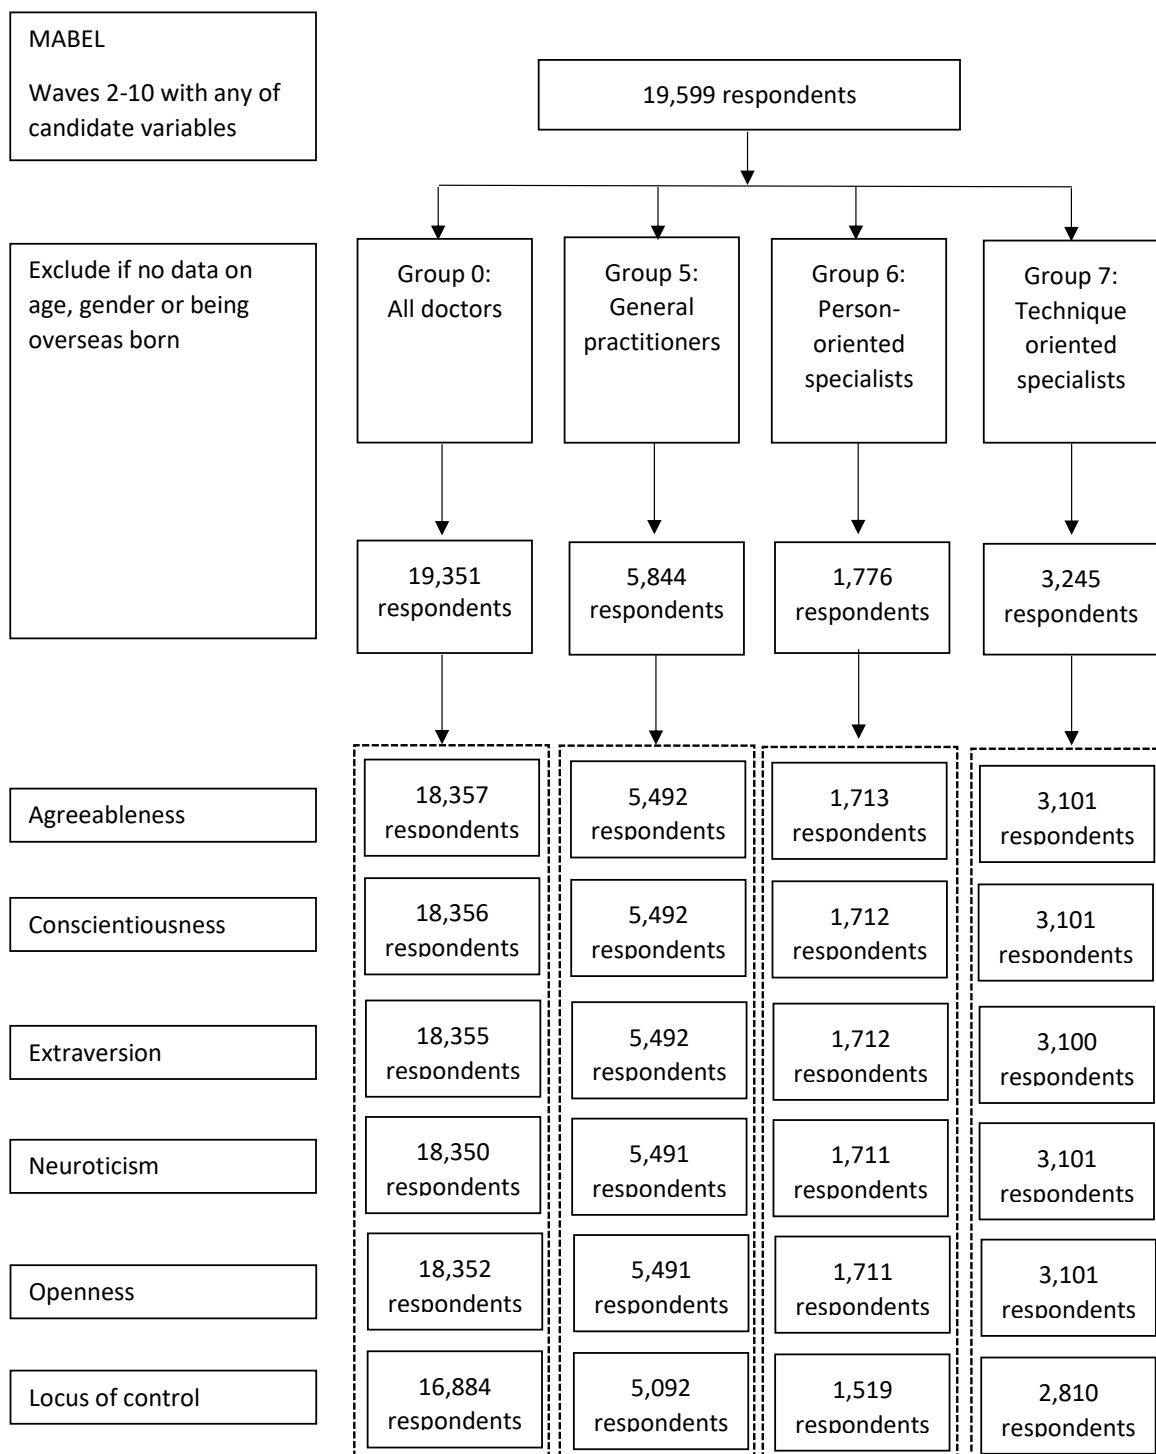 MABEL
Waves 2-10 with any of
candidate variables
19,599 respondents
Exclude if no data on
age, gender or being
overseas born
Group 0:
All doctors
Group 5:
General
practitioners
Group 6:
Person-
oriented
specialists
Group 7:
Technique
oriented
specialists
19,351
respondents
5,844
respondents
1,776
respondents
3,245
respondents
Agreeableness
18,357
respondents
5,492
respondents
1,713
respondents
3,101
respondents
Conscientiousness
18,356
respondents
5,492
respondents
1,712
respondents
3,101
respondents
Extraversion
18,355
respondents
5,492
respondents
1,712
respondents
3,100
respondents
Neuroticism
18,350
respondents
5,491
respondents
1,711
respondents
3,101
respondents
Openness
18,352
respondents
5,491
respondents
1,711
respondents
3,101
respondents
Locus of control
16,884
respondents
5,092
respondents
1,519
respondents
2,810
respondents